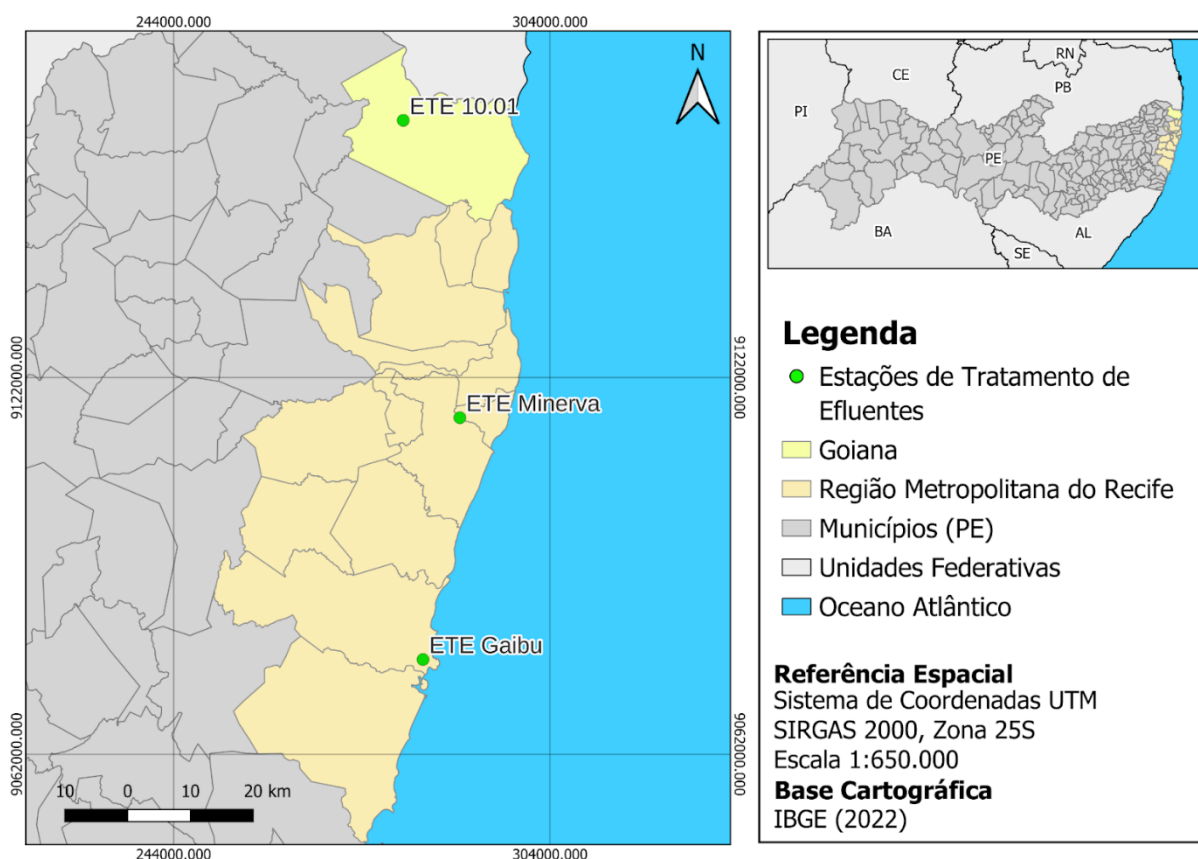 244000.000
304000.000
N
ETE 10.01
9122000.000
9122000.000
ETE Minerva
ETE Gaibu
9062000.000
9062000.000
10 0 10 20 km
244000.000
304000.000
RN
CE
PB
PI
PE
BA
AL
SE
Legenda
Estações de Tratamento de
Efluentes
Goiana
Região Metropolitana do Recife
Municípios (PE)
Unidades Federativas
Oceano Atlântico
Referência Espacial
Sistema de Coordenadas UTM
SIRGAS 2000, Zona 25S
Escala 1:650.000
Base Cartográfica
IBGE (2022)